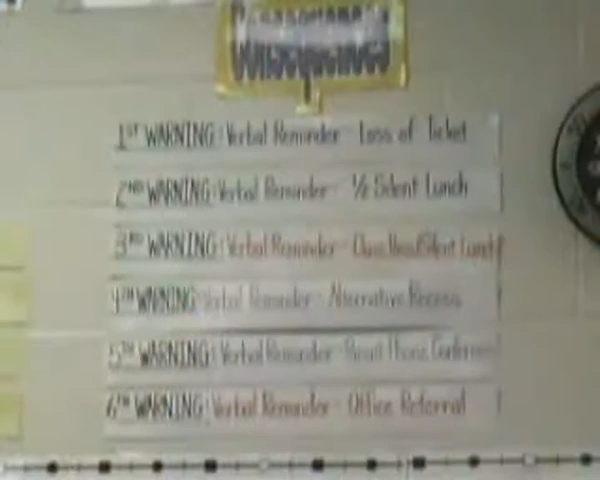 1ST WARNING: Verbal Reminder - Loss of Ticket
2ND WARNING: Verbal Reminder - 1/2 Silent Lunch
3RD WARNING: Verbal Reminder - Silent Lunch
4TH WARNING: Verbal Reminder - Alternative Recess
5TH WARNING: Verbal Reminder - Parent Phone Conference
6TH WARNING: Verbal Reminder - Office Referral